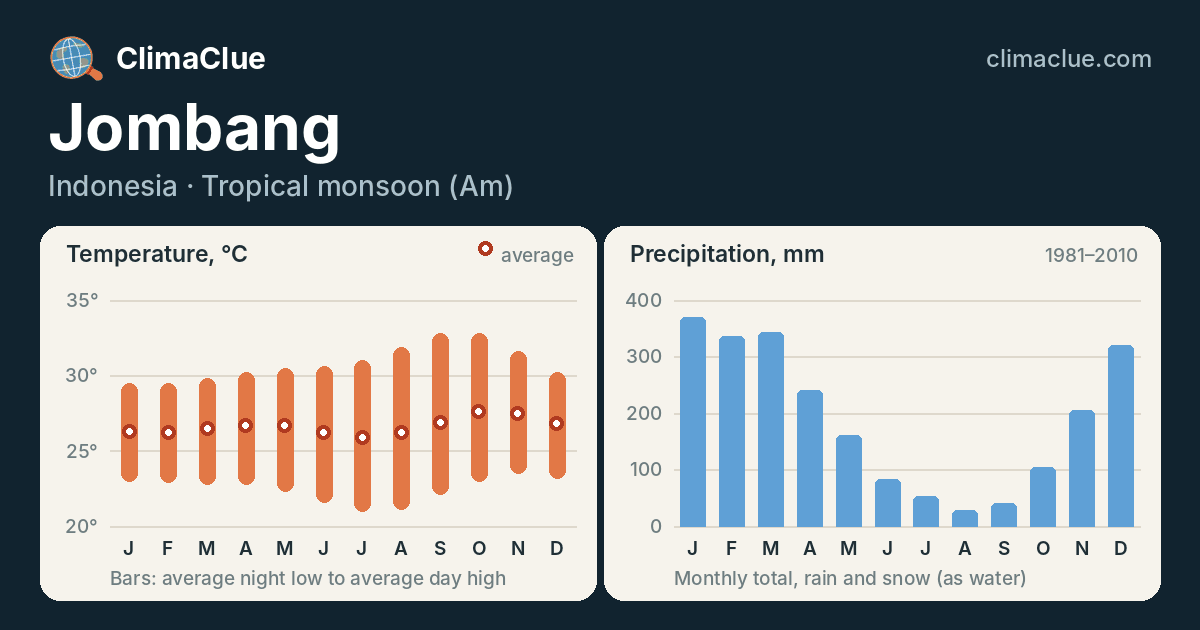 ClimaClue
climaclue.com
Jombang
Indonesia · Tropical monsoon (Am)
Temperature, °C
average
35°
30°
25°
20°
J F M A M J J A S O N D
Bars: average night low to average day high
Precipitation, mm
1981–2010
400
300
200
100
0
J F M A M J J A S O N D
Monthly total, rain and snow (as water)